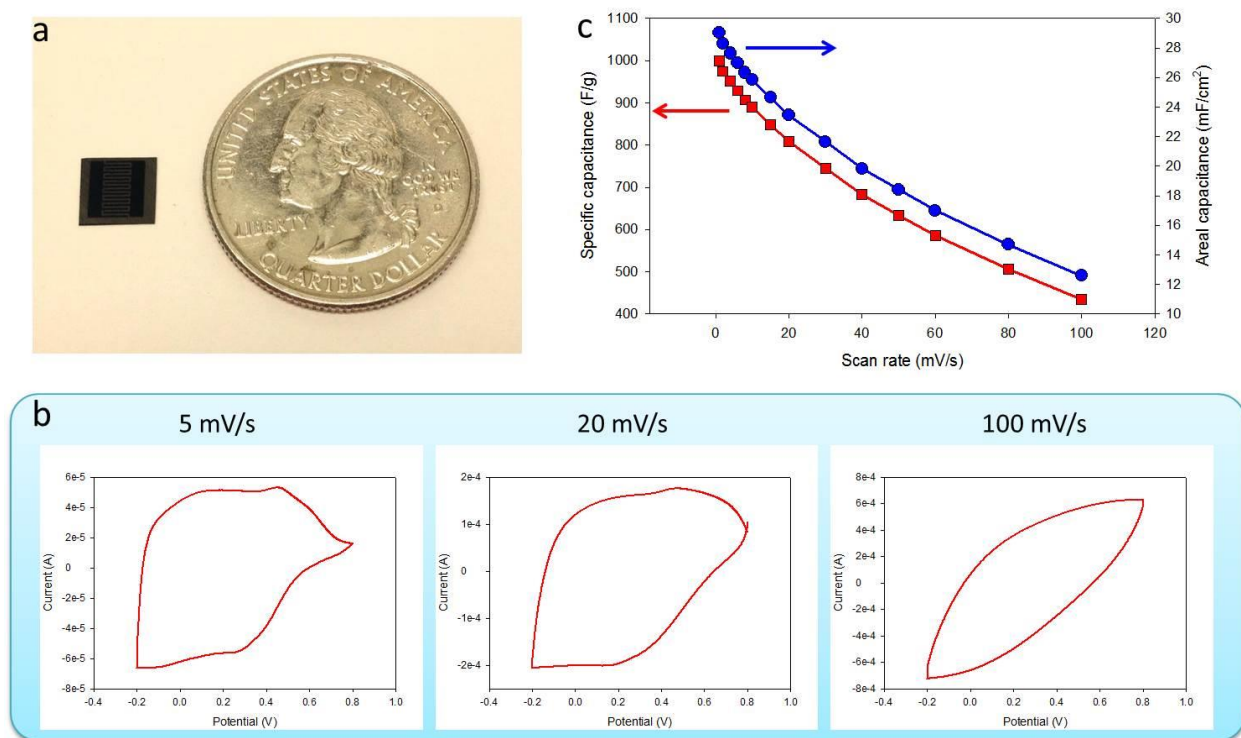 a
UNITED STATES OF AMERICA
LIBERTY
IN
GOD WE
TRUST
D
QUARTER DOLLAR
c
Specific capacitance (F/g)
1100
1000
900
800
700
600
500
400
Areal capacitance (mF/cm²)
30
28
26
24
22
20
18
16
14
12
10
0 20 40 60 80 100 120
Scan rate (mV/s)
b
5 mV/s
20 mV/s
100 mV/s
Current (A)
6e-5
4e-5
2e-5
0
-2e-5
-4e-5
-6e-5
-8e-5
-0.4 -0.2 0.0 0.2 0.4 0.6 0.8 1.0
Potential (V)
Current (A)
2e-4
1e-4
0
-1e-4
-2e-4
-0.4 -0.2 0.0 0.2 0.4 0.6 0.8 1.0
Potential (V)
Current (A)
8e-4
6e-4
4e-4
2e-4
0
-2e-4
-4e-4
-6e-4
-8e-4
-0.4 -0.2 0.0 0.2 0.4 0.6 0.8 1.0
Potential (V)